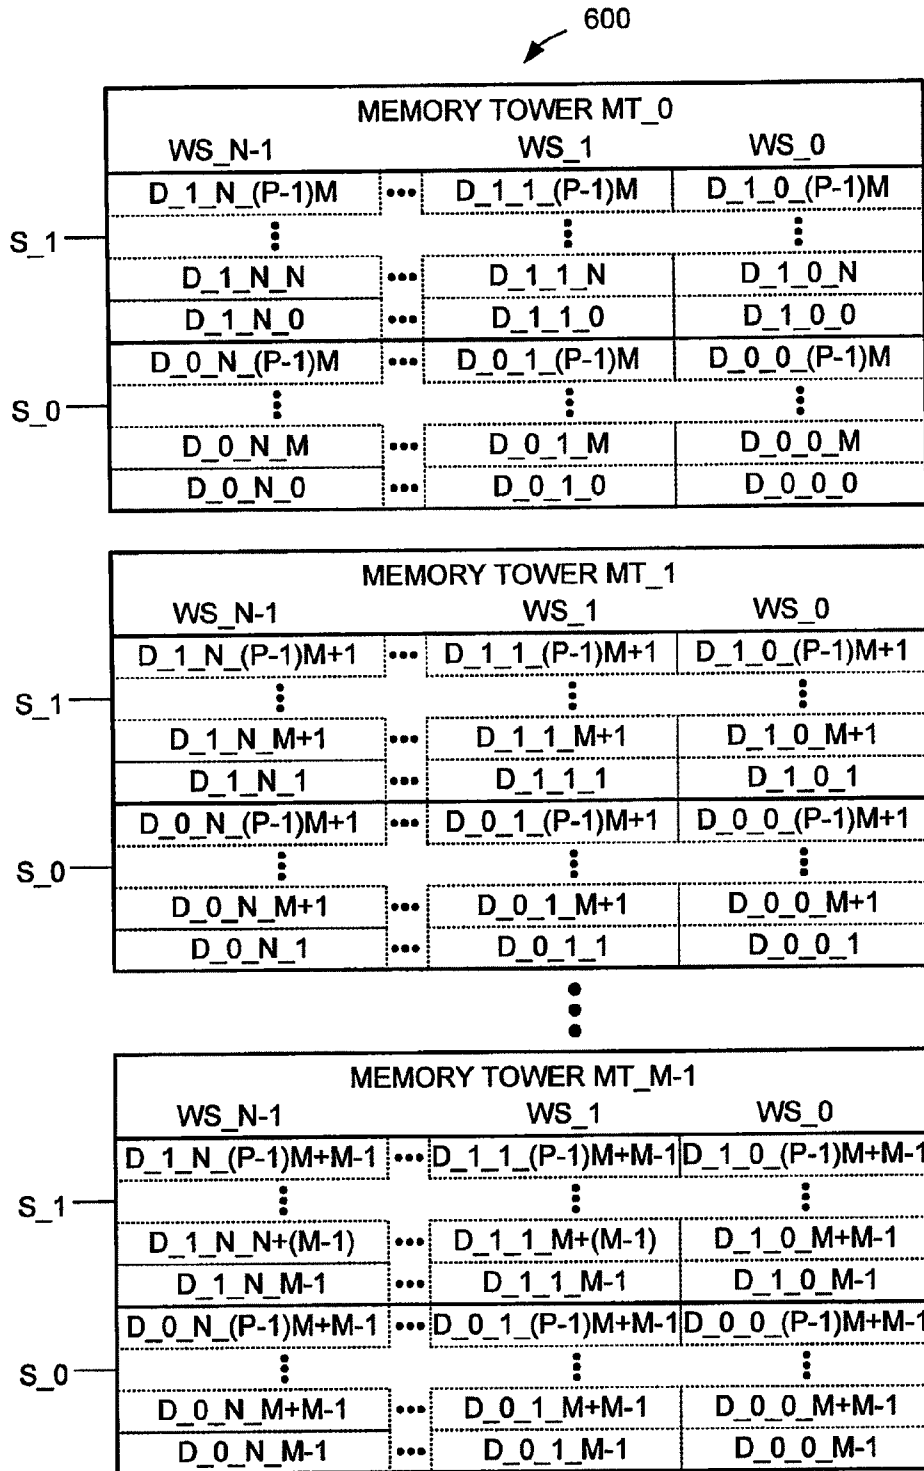 600
MEMORY TOWER MT_0
WS_N-1 WS_1 WS_0
D_1_N_(P-1)M ••• D_1_1_(P-1)M D_1_0_(P-1)M
S_1
D_1_N_N ••• D_1_1_N D_1_0_N
D_1_N_0 ••• D_1_1_0 D_1_0_0
D_0_N_(P-1)M ••• D_0_1_(P-1)M D_0_0_(P-1)M
S_0
D_0_N_M ••• D_0_1_M D_0_0_M
D_0_N_0 ••• D_0_1_0 D_0_0_0
MEMORY TOWER MT_1
WS_N-1 WS_1 WS_0
D_1_N_(P-1)M+1 ••• D_1_1_(P-1)M+1 D_1_0_(P-1)M+1
S_1
D_1_N_M+1 ••• D_1_1_M+1 D_1_0_M+1
D_1_N_1 ••• D_1_1_1 D_1_0_1
D_0_N_(P-1)M+1 ••• D_0_1_(P-1)M+1 D_0_0_(P-1)M+1
S_0
D_0_N_M+1 ••• D_0_1_M+1 D_0_0_M+1
D_0_N_1 ••• D_0_1_1 D_0_0_1
MEMORY TOWER MT_M-1
WS_N-1 WS_1 WS_0
D_1_N_(P-1)M+M-1 ••• D_1_1_(P-1)M+M-1 D_1_0_(P-1)M+M-1
S_1
D_1_N_N+(M-1) ••• D_1_1_M+(M-1) D_1_0_M+M-1
D_1_N_M-1 ••• D_1_1_M-1 D_1_0_M-1
D_0_N_(P-1)M+M-1 ••• D_0_1_(P-1)M+M-1 D_0_0_(P-1)M+M-1
S_0
D_0_N_M+M-1 ••• D_0_1_M+M-1 D_0_0_M+M-1
D_0_N_M-1 ••• D_0_1_M-1 D_0_0_M-1